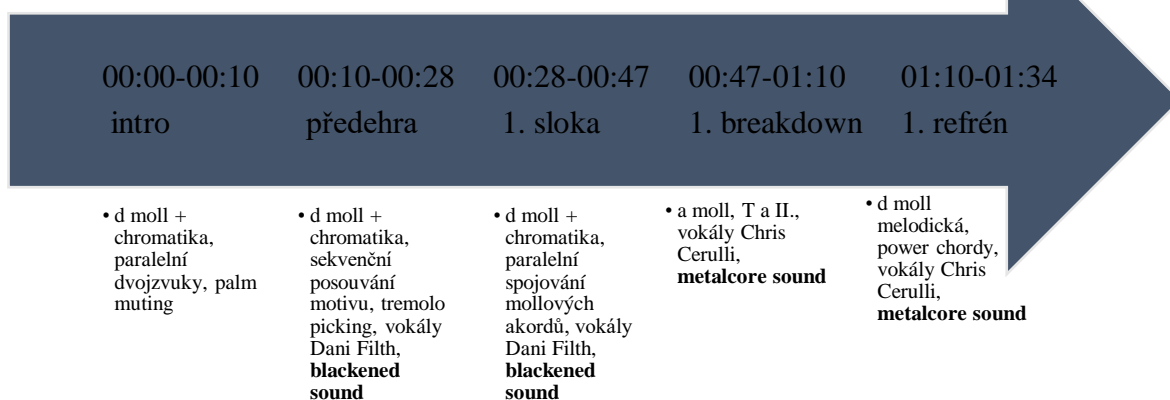 00:00-00:10
intro
00:10-00:28
předehra
00:28-00:47
1. sloka
00:47-01:10
1. breakdown
01:10-01:34
1. refrén
• d moll +
chromatika,
paralelní
dvojzvuky, palm
muting
• d moll +
chromatika,
sekvenční
posouvání
motivu, tremolo
picking, vokály
Dani Filth,
blackened
sound
• d moll +
chromatika,
paralelní
spojování
mollových
akordů, vokály
Dani Filth,
blackened
sound
• a moll, T a II.,
vokály Chris
Cerulli,
metalcore sound
• d moll
melodická,
power chordy,
vokály Chris
Cerulli,
metalcore sound